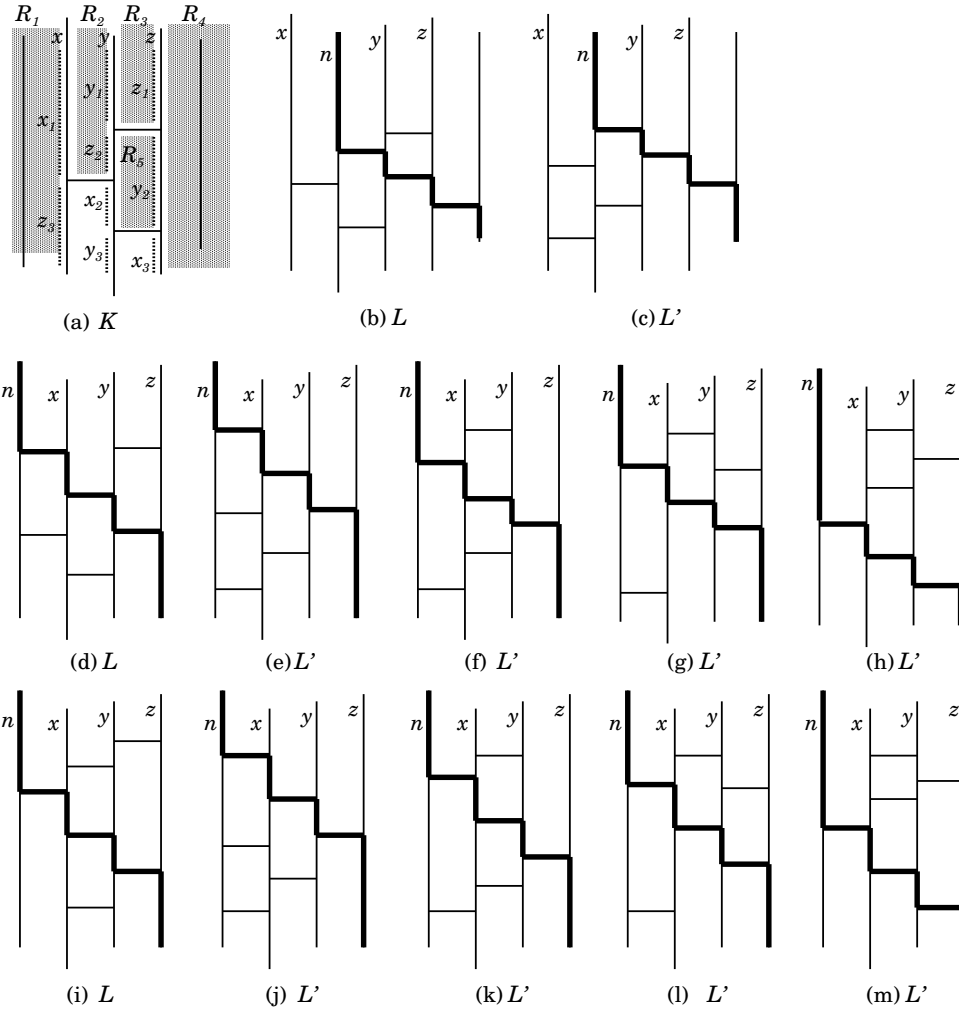 R₁ R₂ R₃ R₄
x y z
y₁ z₁
x₁
z₂ R₅
y₂
x₂
z₃
y₃ x₃
(a) K
x n y z
(b) L
x n y z
(c) L’
n x y z
(d) L
n x y z
(e) L’
n x y z
(f) L’
n x y z
(g) L’
n x y z
(h) L’
n x y z
(i) L
n x y z
(j) L’
n x y z
(k) L’
n x y z
(l) L’
n x y z
(m) L’